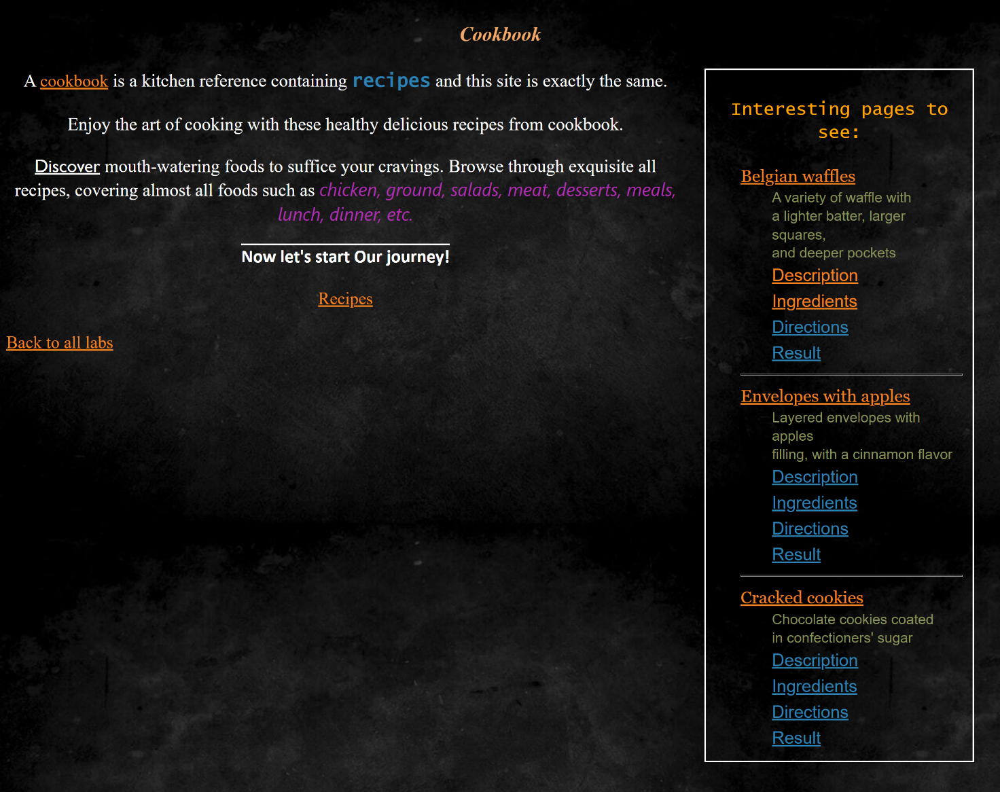 Cookbook
A cookbook is a kitchen reference containing recipes and this site is exactly the same.
Enjoy the art of cooking with these healthy delicious recipes from cookbook.
Discover mouth-watering foods to suffice your cravings. Browse through exquisite all
recipes, covering almost all foods such as chicken, ground, salads, meat, desserts, meals,
lunch, dinner, etc.
Now let's start Our journey!
Recipes
Back to all labs
Interesting pages to
see:
Belgian waffles
A variety of waffle with
a lighter batter, larger
squares,
and deeper pockets
Description
Ingredients
Directions
Result
Envelopes with apples
Layered envelopes with
apples
filling, with a cinnamon flavor
Description
Ingredients
Directions
Result
Cracked cookies
Chocolate cookies coated
in confectioners' sugar
Description
Ingredients
Directions
Result